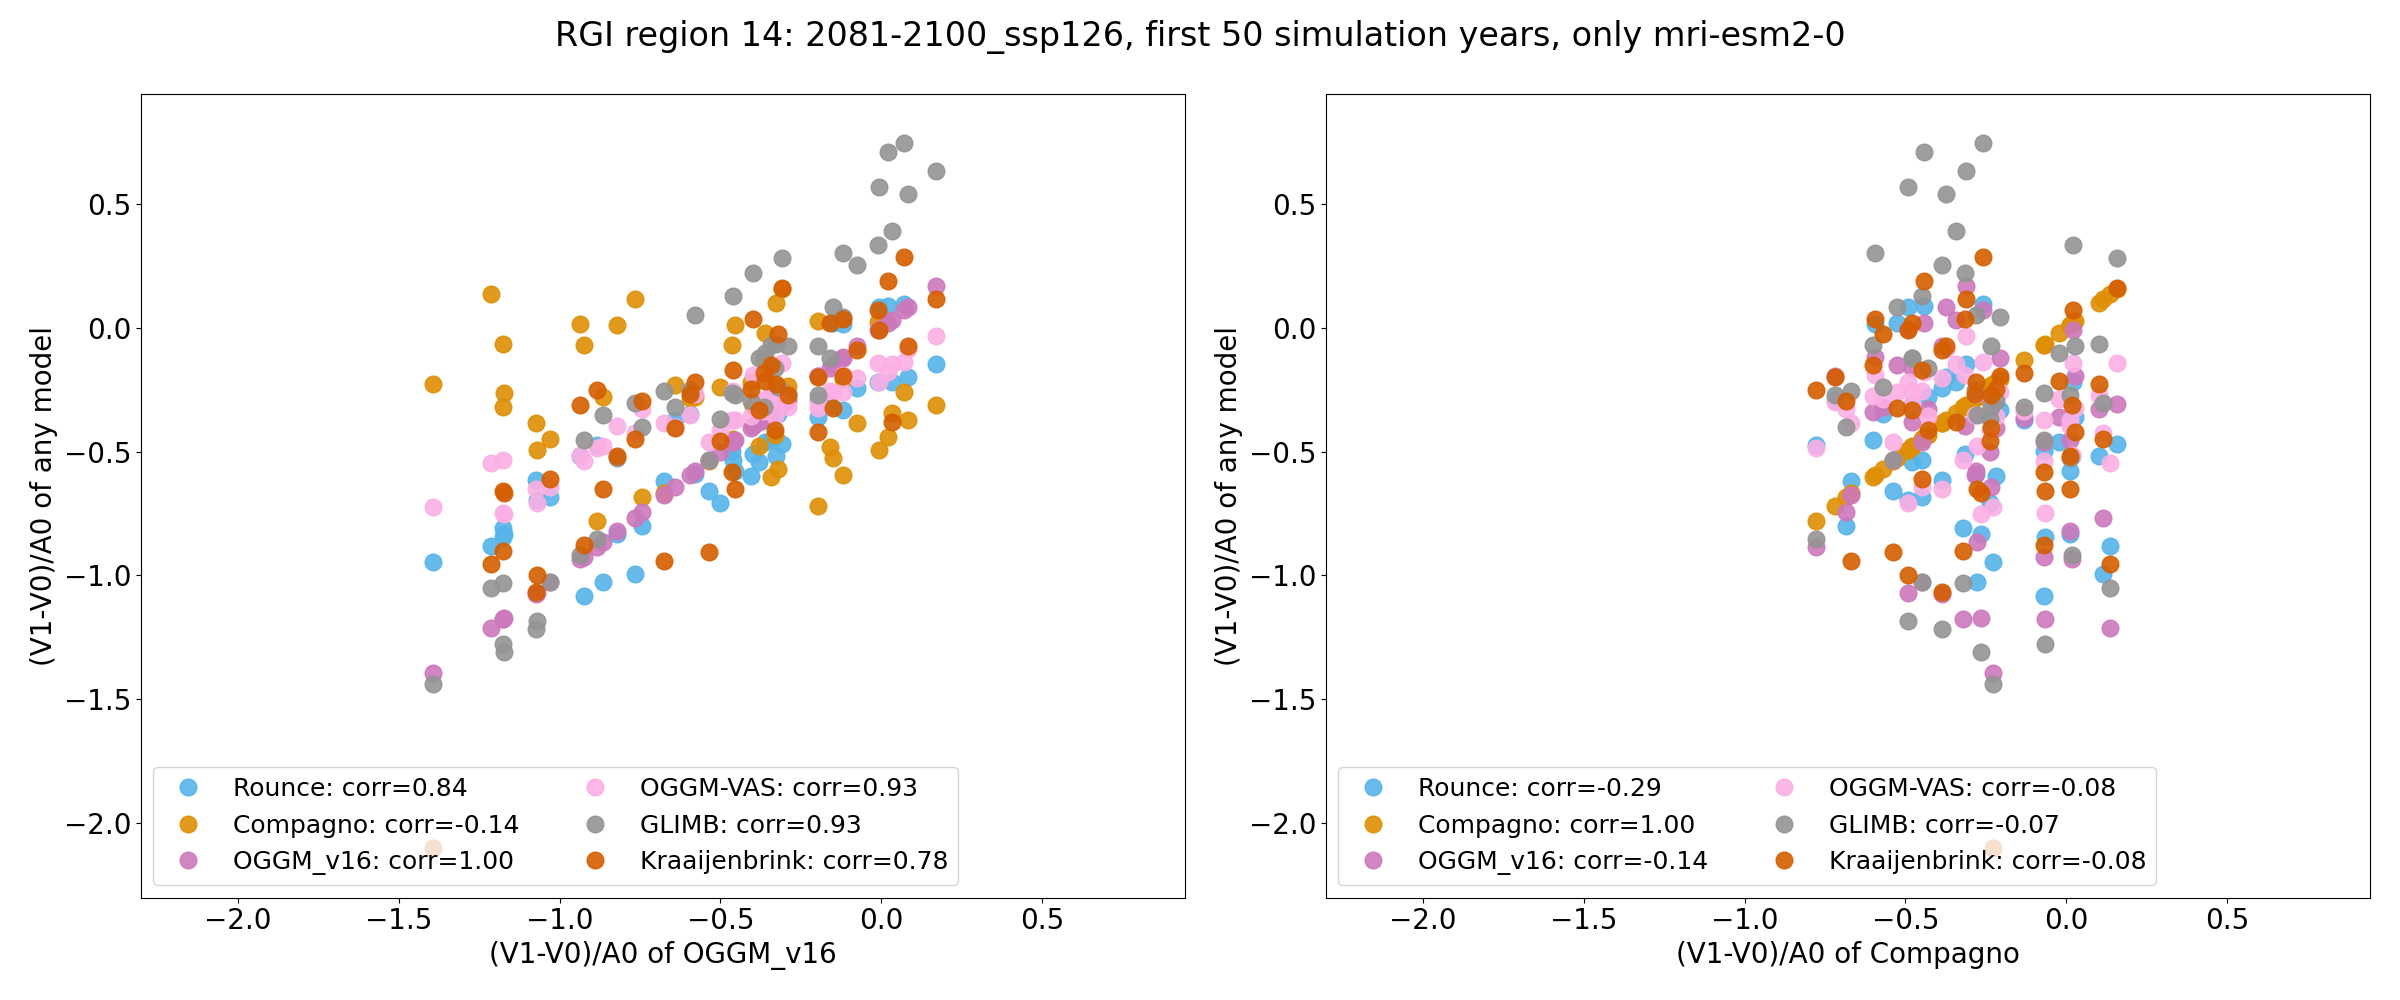 RGI region 14: 2081-2100_ssp126, first 50 simulation years, only mri-esm2-0
(V1-V0)/A0 of any model
0.5
0.0
−0.5
−1.0
−1.5
−2.0
Rounce: corr=0.84
Compagno: corr=-0.14
OGGM_v16: corr=1.00
OGGM-VAS: corr=0.93
GLIMB: corr=0.93
Kraaijenbrink: corr=0.78
−2.0 −1.5 −1.0 −0.5 0.0 0.5
(V1-V0)/A0 of OGGM_v16
(V1-V0)/A0 of any model
0.5
0.0
−0.5
−1.0
−1.5
−2.0
Rounce: corr=-0.29
Compagno: corr=1.00
OGGM_v16: corr=-0.14
OGGM-VAS: corr=-0.08
GLIMB: corr=-0.07
Kraaijenbrink: corr=-0.08
−2.0 −1.5 −1.0 −0.5 0.0 0.5
(V1-V0)/A0 of Compagno